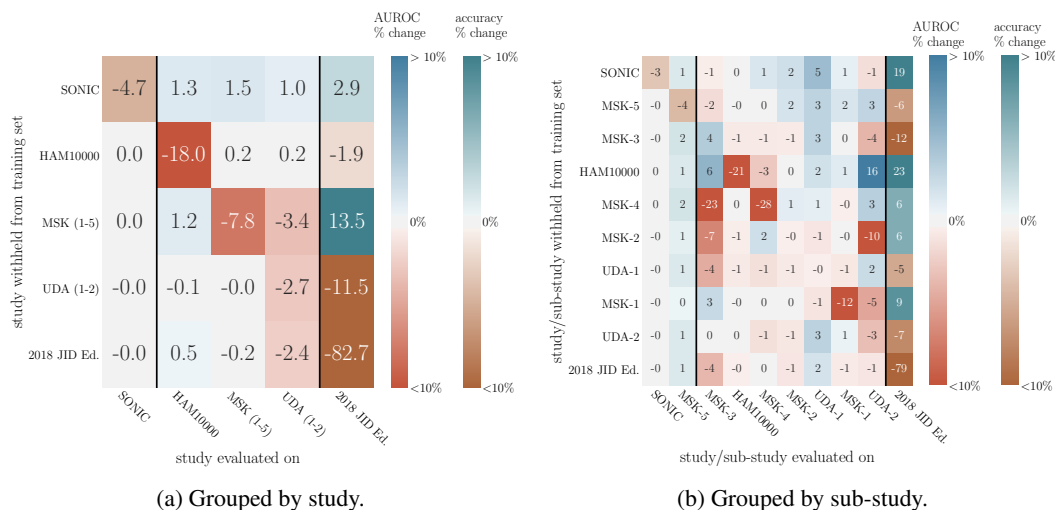 AUROC
% change
accuracy
% change
> 10%
> 10%
0%
0%
<10%
<10%
study withheld from training set
SONIC -4.7 1.3 1.5 1.0 2.9
HAM10000 0.0 -18.0 0.2 0.2 -1.9
MSK (1-5) 0.0 1.2 -7.8 -3.4 13.5
UDA (1-2) -0.0 -0.1 -0.0 -2.7 -11.5
2018 JID Ed. -0.0 0.5 -0.2 -2.4 -82.7
SONIC HAM10000 MSK (1-5) UDA (1-2) 2018 JID Ed.
study evaluated on
(a) Grouped by study.
AUROC
% change
accuracy
% change
> 10%
> 10%
0%
0%
<10%
<10%
study/sub-study withheld from training set
SONIC -3 1 -1 0 1 2 5 1 -1 19
MSK-5 -0 -4 -2 -0 -0 2 3 2 3 -6
MSK-3 -0 2 4 -1 -1 -1 3 0 -4 -12
HAM10000 0 1 6 -21 -3 0 2 1 16 23
MSK-4 -0 2 -23 0 -28 1 1 -0 3 6
MSK-2 -0 1 -7 -1 2 -0 -1 -0 -10 6
UDA-1 -0 1 -4 -1 -1 -1 -0 -1 2 -5
MSK-1 -0 0 3 -0 -0 0 -1 -12 -5 9
UDA-2 -0 1 0 0 -1 -1 3 1 -3 -7
2018 JID Ed. -0 1 -4 -0 0 -1 2 -0 -1 -79
SONIC MSK-5 MSK-3 HAM10000 MSK-4 MSK-2 UDA-1 MSK-1 UDA-2 2018 JID Ed.
study/sub-study evaluated on
(b) Grouped by sub-study.